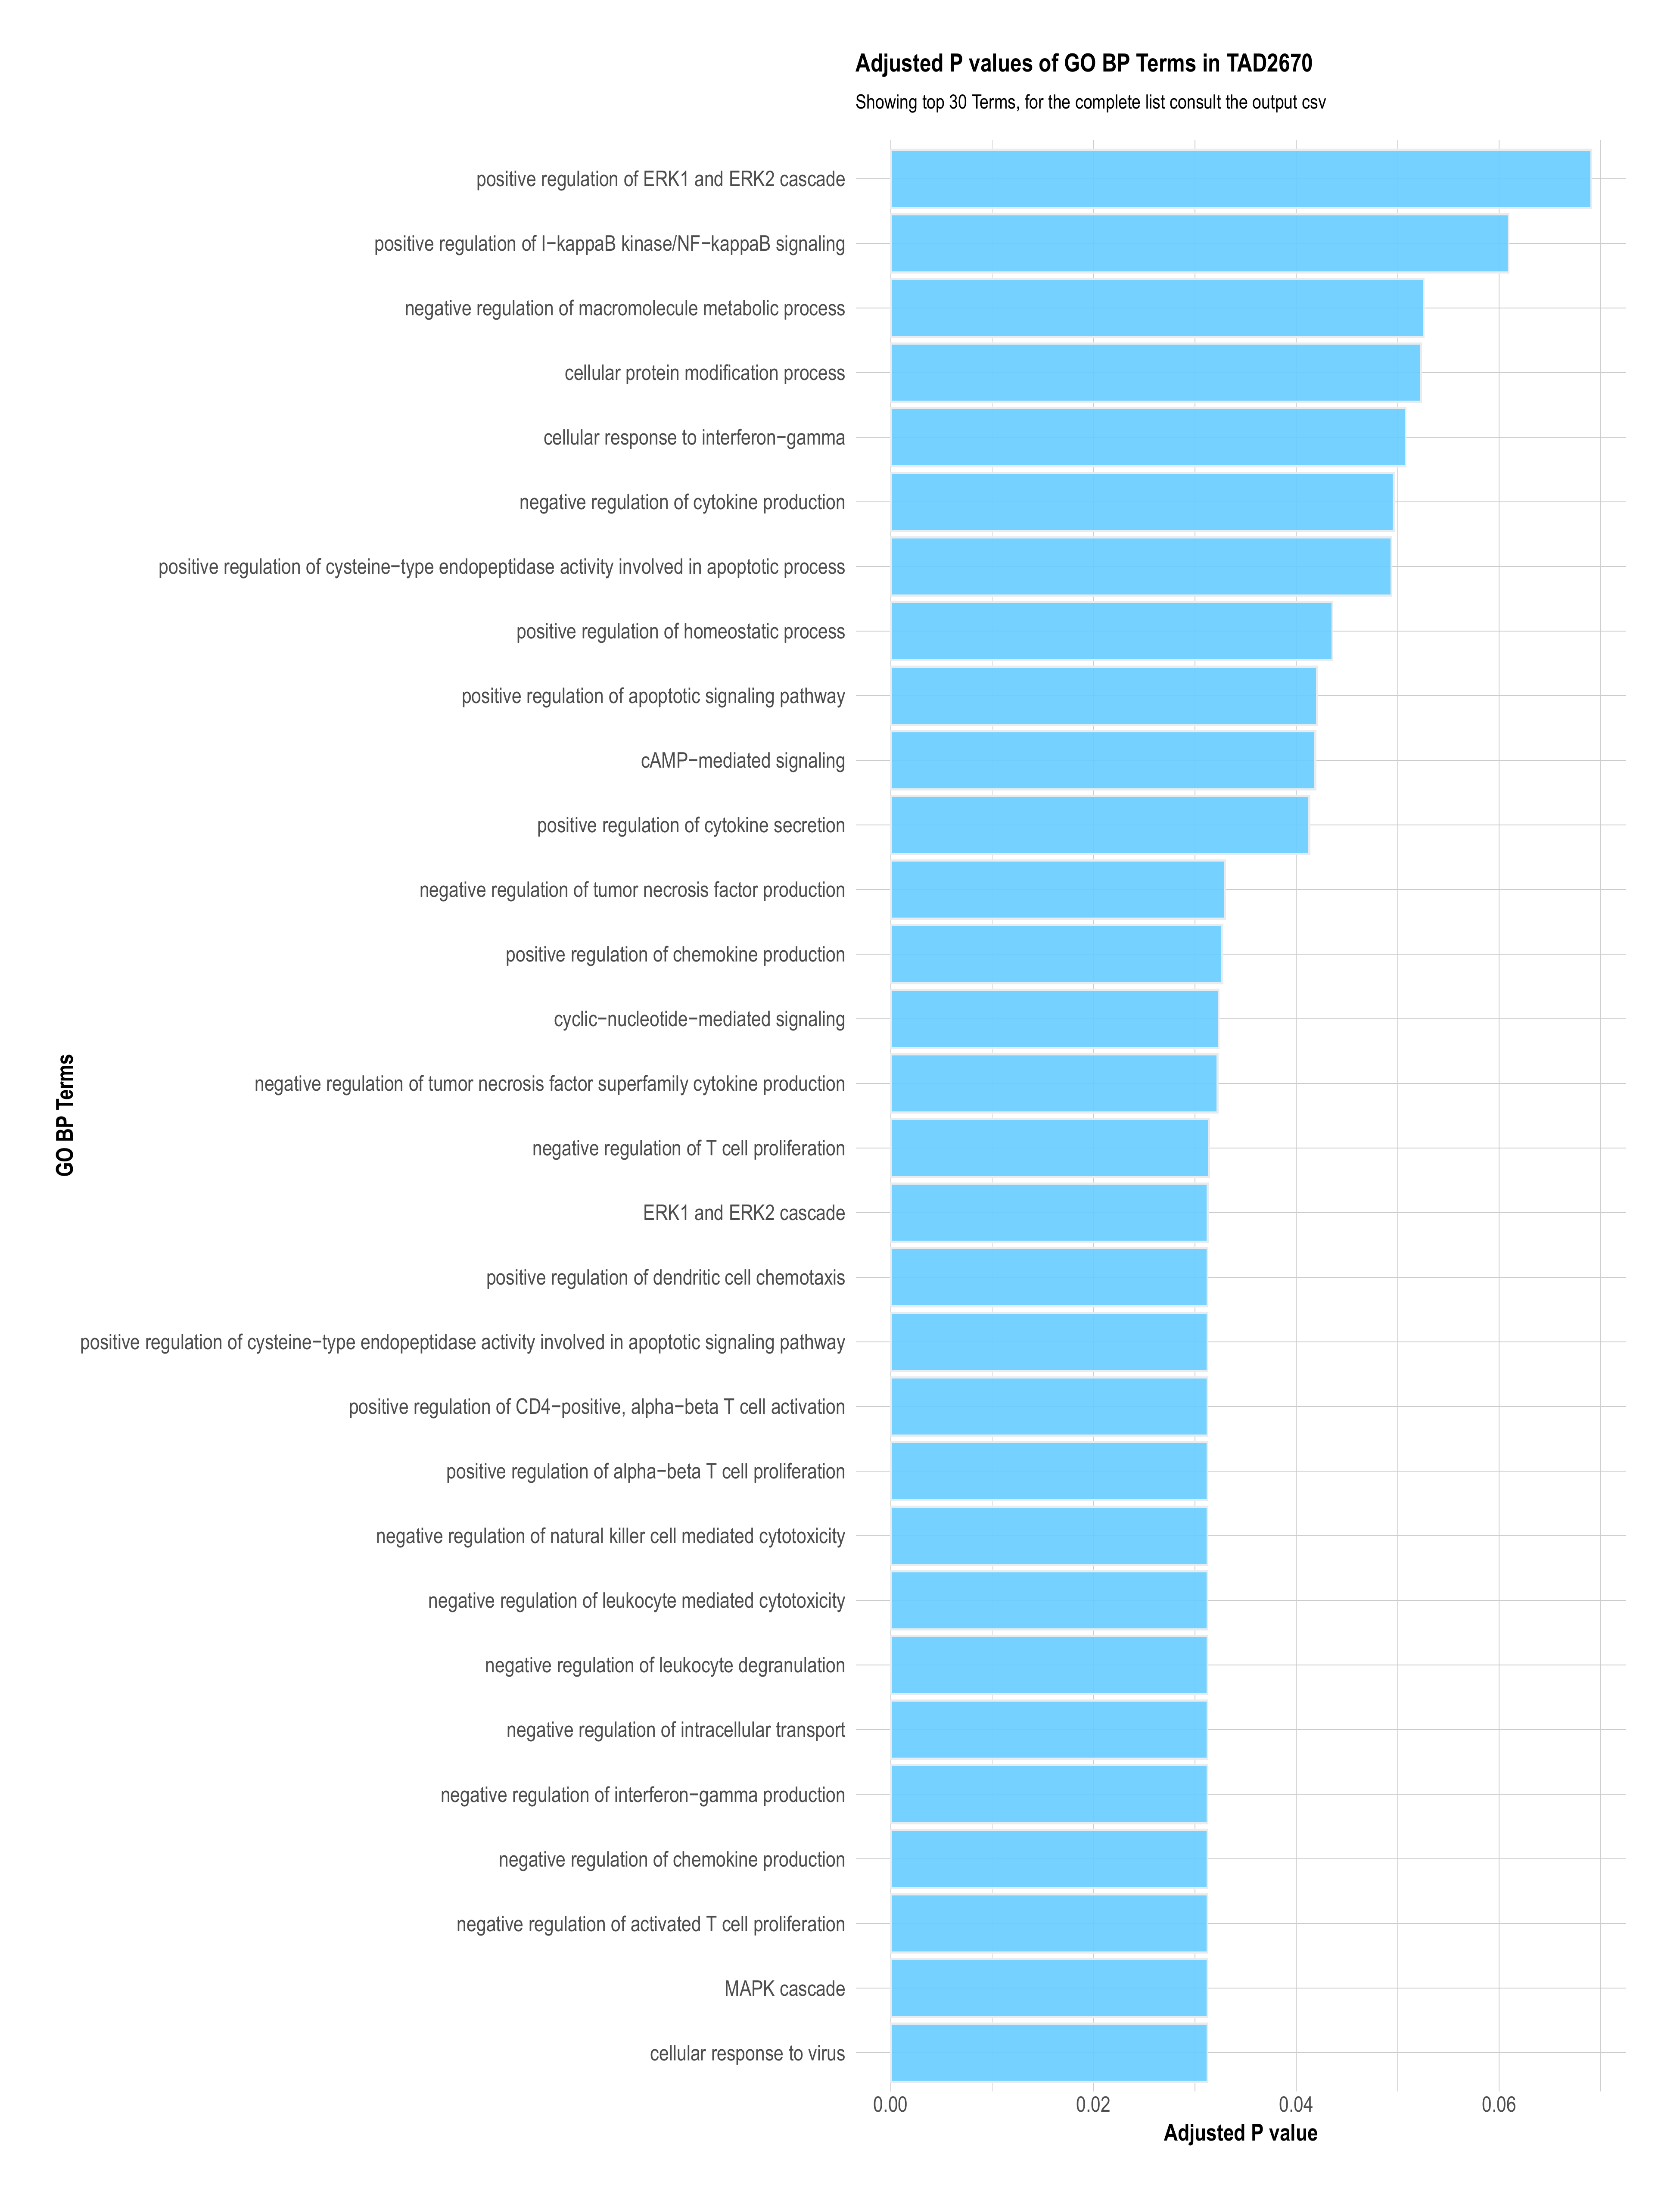 Adjusted P values of GO BP Terms in TAD2670
Showing top 30 Terms, for the complete list consult the output csv
GO BP Terms
positive regulation of ERK1 and ERK2 cascade
positive regulation of I−kappaB kinase/NF−kappaB signaling
negative regulation of macromolecule metabolic process
cellular protein modification process
cellular response to interferon−gamma
negative regulation of cytokine production
positive regulation of cysteine−type endopeptidase activity involved in apoptotic process
positive regulation of homeostatic process
positive regulation of apoptotic signaling pathway
cAMP−mediated signaling
positive regulation of cytokine secretion
negative regulation of tumor necrosis factor production
positive regulation of chemokine production
cyclic−nucleotide−mediated signaling
negative regulation of tumor necrosis factor superfamily cytokine production
negative regulation of T cell proliferation
ERK1 and ERK2 cascade
positive regulation of dendritic cell chemotaxis
positive regulation of cysteine−type endopeptidase activity involved in apoptotic signaling pathway
positive regulation of CD4−positive, alpha−beta T cell activation
positive regulation of alpha−beta T cell proliferation
negative regulation of natural killer cell mediated cytotoxicity
negative regulation of leukocyte mediated cytotoxicity
negative regulation of leukocyte degranulation
negative regulation of intracellular transport
negative regulation of interferon−gamma production
negative regulation of chemokine production
negative regulation of activated T cell proliferation
MAPK cascade
cellular response to virus
0.00 0.02 0.04 0.06
Adjusted P value